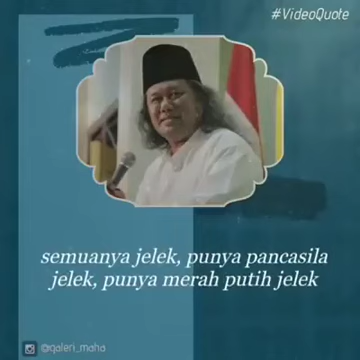 #VideoQuote
semuanya jelek, punya pancasila
jelek, punya merah putih jelek
@galeri_maha